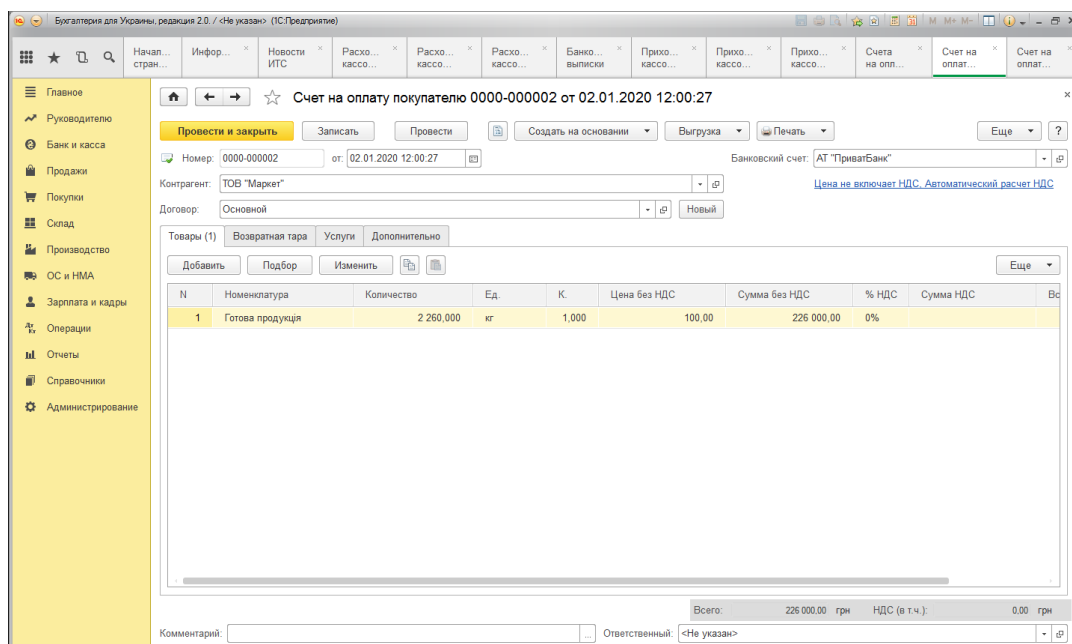 Бухгалтерия для Украины, редакция 2.0. / <Не указан> (1С:Предприятие)
M M+ M-
Начал... стран... Инфор... Новости ИТС Расхо... кассо... Расхо... кассо... Расхо... кассо... Банко... выписки Прихо... кассо... Прихо... кассо... Прихо... кассо... Счета на опл... Счет на оплат... Счет на оплат...
Главное
Руководителю
Банк и касса
Продажи
Покупки
Склад
Производство
ОС и НМА
Зарплата и кадры
Операции
Отчеты
Справочники
Администрирование
Счет на оплату покупателю 0000-000002 от 02.01.2020 12:00:27
Провести и закрыть Записать Провести Создать на основании Выгрузка Печать Еще ?
Номер: 0000-000002 от: 02.01.2020 12:00:27 Банковский счет: АТ "ПриватБанк"
Контрагент: ТОВ "Маркет" Цена не включает НДС, Автоматический расчет НДС
Договор: Основной Новый
Товары (1) Возвратная тара Услуги Дополнительно
Добавить Подбор Изменить Еще
N Номенклатура Количество Ед. К. Цена без НДС Сумма без НДС % НДС Сумма НДС Вс
1 Готова продукція 2 260,000 кг 1,000 100,00 226 000,00 0%
Всего: 226 000,00 грн НДС (в т.ч.): 0,00 грн
Комментарий: ... Ответственный: <Не указан>